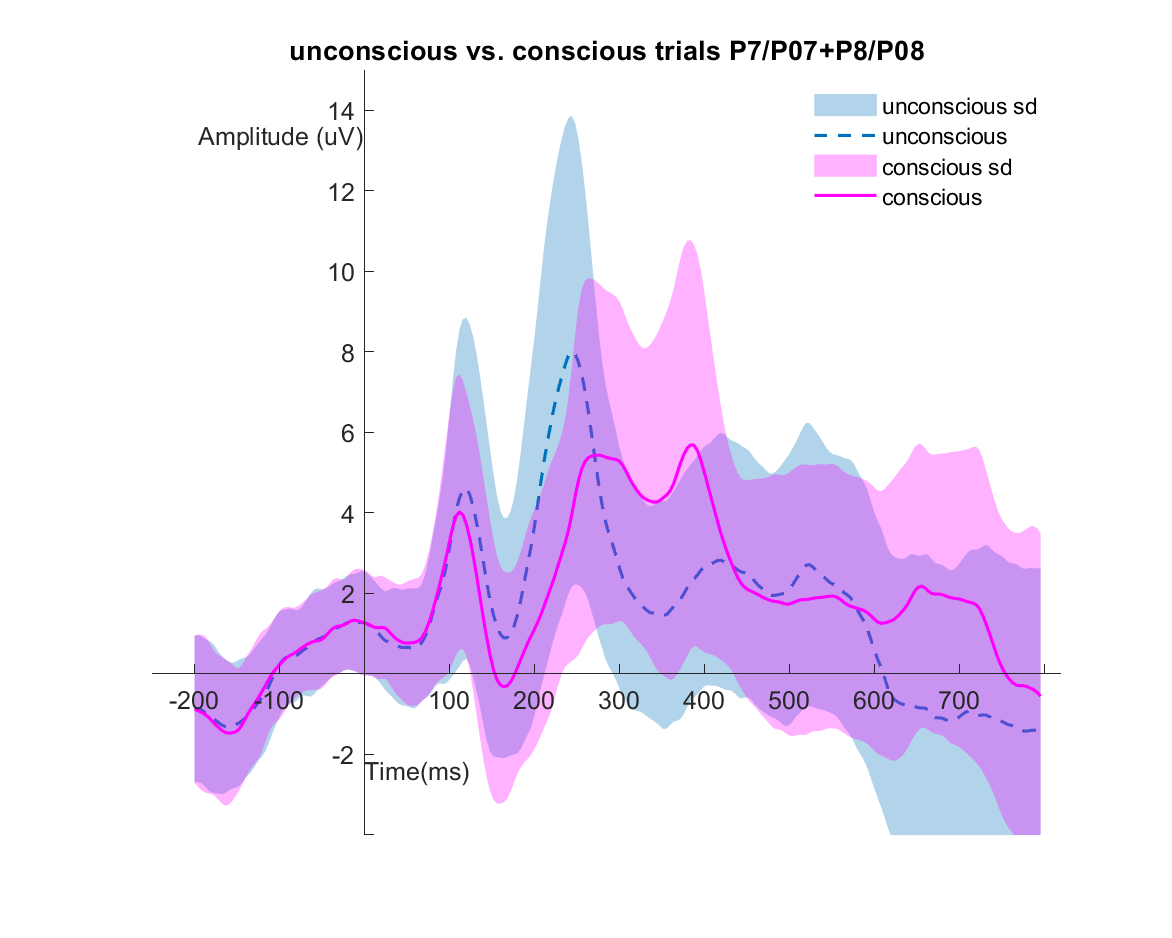 unconscious vs. conscious trials P7/P07+P8/P08
14
Amplitude (uV)
12
10
8
6
4
2
-2
unconscious sd
unconscious
conscious sd
conscious
-200 -100 100 200 300 400 500 600 700
Time(ms)